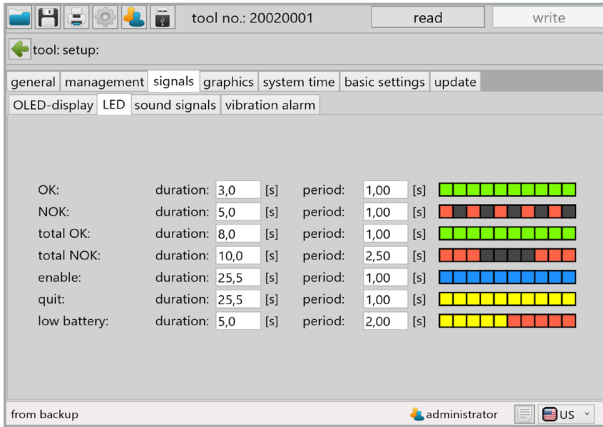 tool no.: 20020001 read write
tool: setup:
general management signals graphics system time basic settings update
OLED-display LED sound signals vibration alarm
OK: duration: 3,0 [s] period: 1,00 [s]
NOK: duration: 5,0 [s] period: 1,00 [s]
total OK: duration: 8,0 [s] period: 1,00 [s]
total NOK: duration: 10,0 [s] period: 2,50 [s]
enable: duration: 25,5 [s] period: 1,00 [s]
quit: duration: 25,5 [s] period: 1,00 [s]
low battery: duration: 5,0 [s] period: 2,00 [s]
from backup administrator US